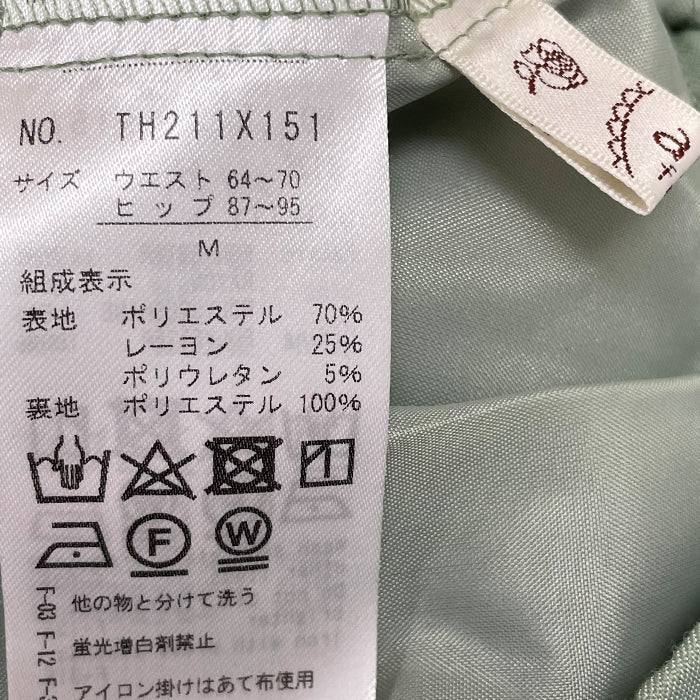 NO. TH211X151
サイズ ウエスト 64～70
ヒップ 87～95
M
組成表示
表地 ポリエステル 70%
レーヨン 25%
ポリウレタン 5%
裏地 ポリエステル 100%
F W
F-03 他の物と分けて洗う
F-12 蛍光増白剤禁止
アイロン掛けはあて布使用